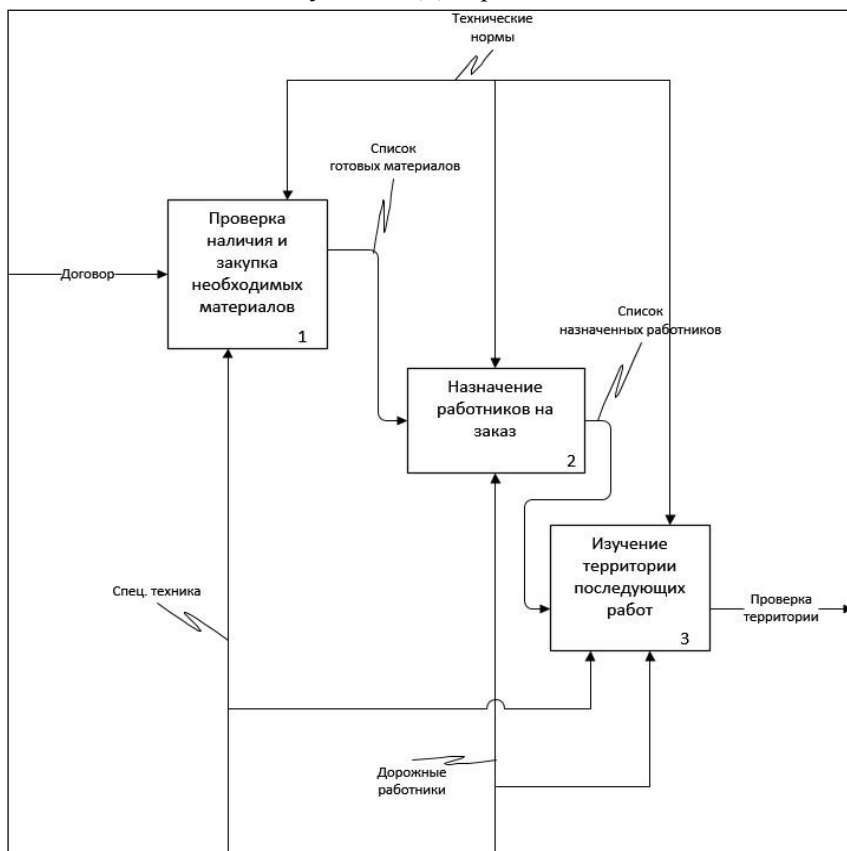 Технические
нормы
Список
готовых материалов
Проверка
наличия и
закупка
необходимых
материалов
1
Договор
Список
назначенных работников
Назначение
работников на
заказ
2
Изучение
территории
последующих
работ
3
Спец. техника
Проверка
территории
Дорожные
работники